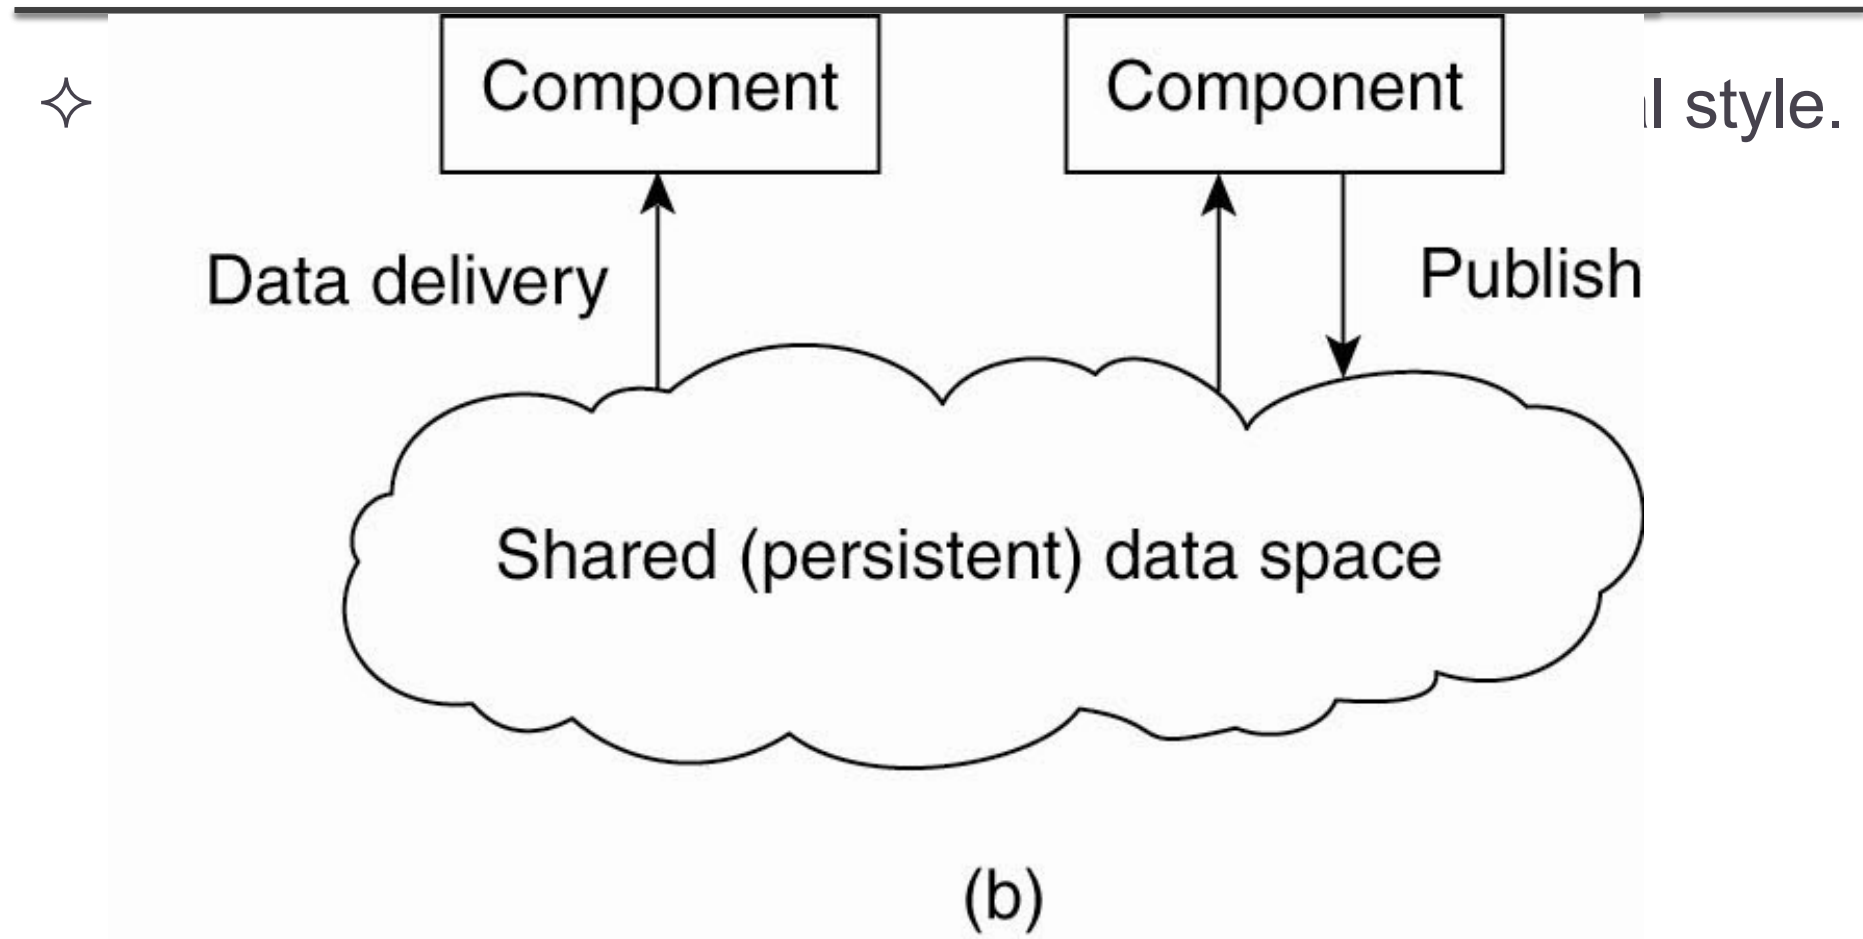 Component Component
style.
Data delivery
Publish
Shared (persistent) data space
(b)